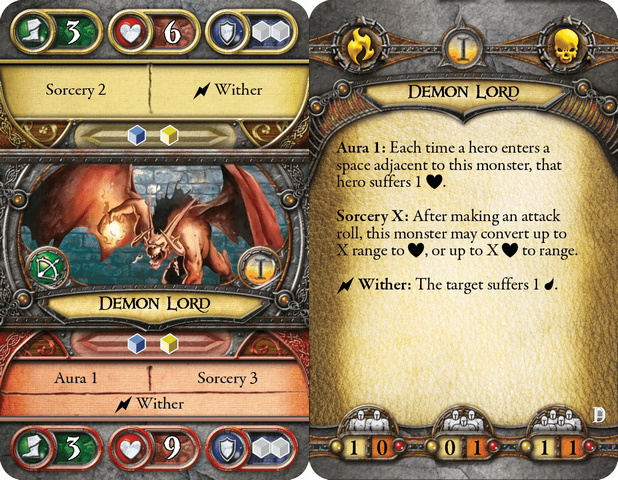 3 6
Sorcery 2 Wither
I
DEMON LORD
Aura 1 Sorcery 3
Wither
3 9
I
DEMON LORD
Aura 1: Each time a hero enters a
space adjacent to this monster, that
hero suffers 1 .
Sorcery X: After making an attack
roll, this monster may convert up to
X range to , or up to X to range.
Wither: The target suffers 1 .
D
1 0 0 1 1 1